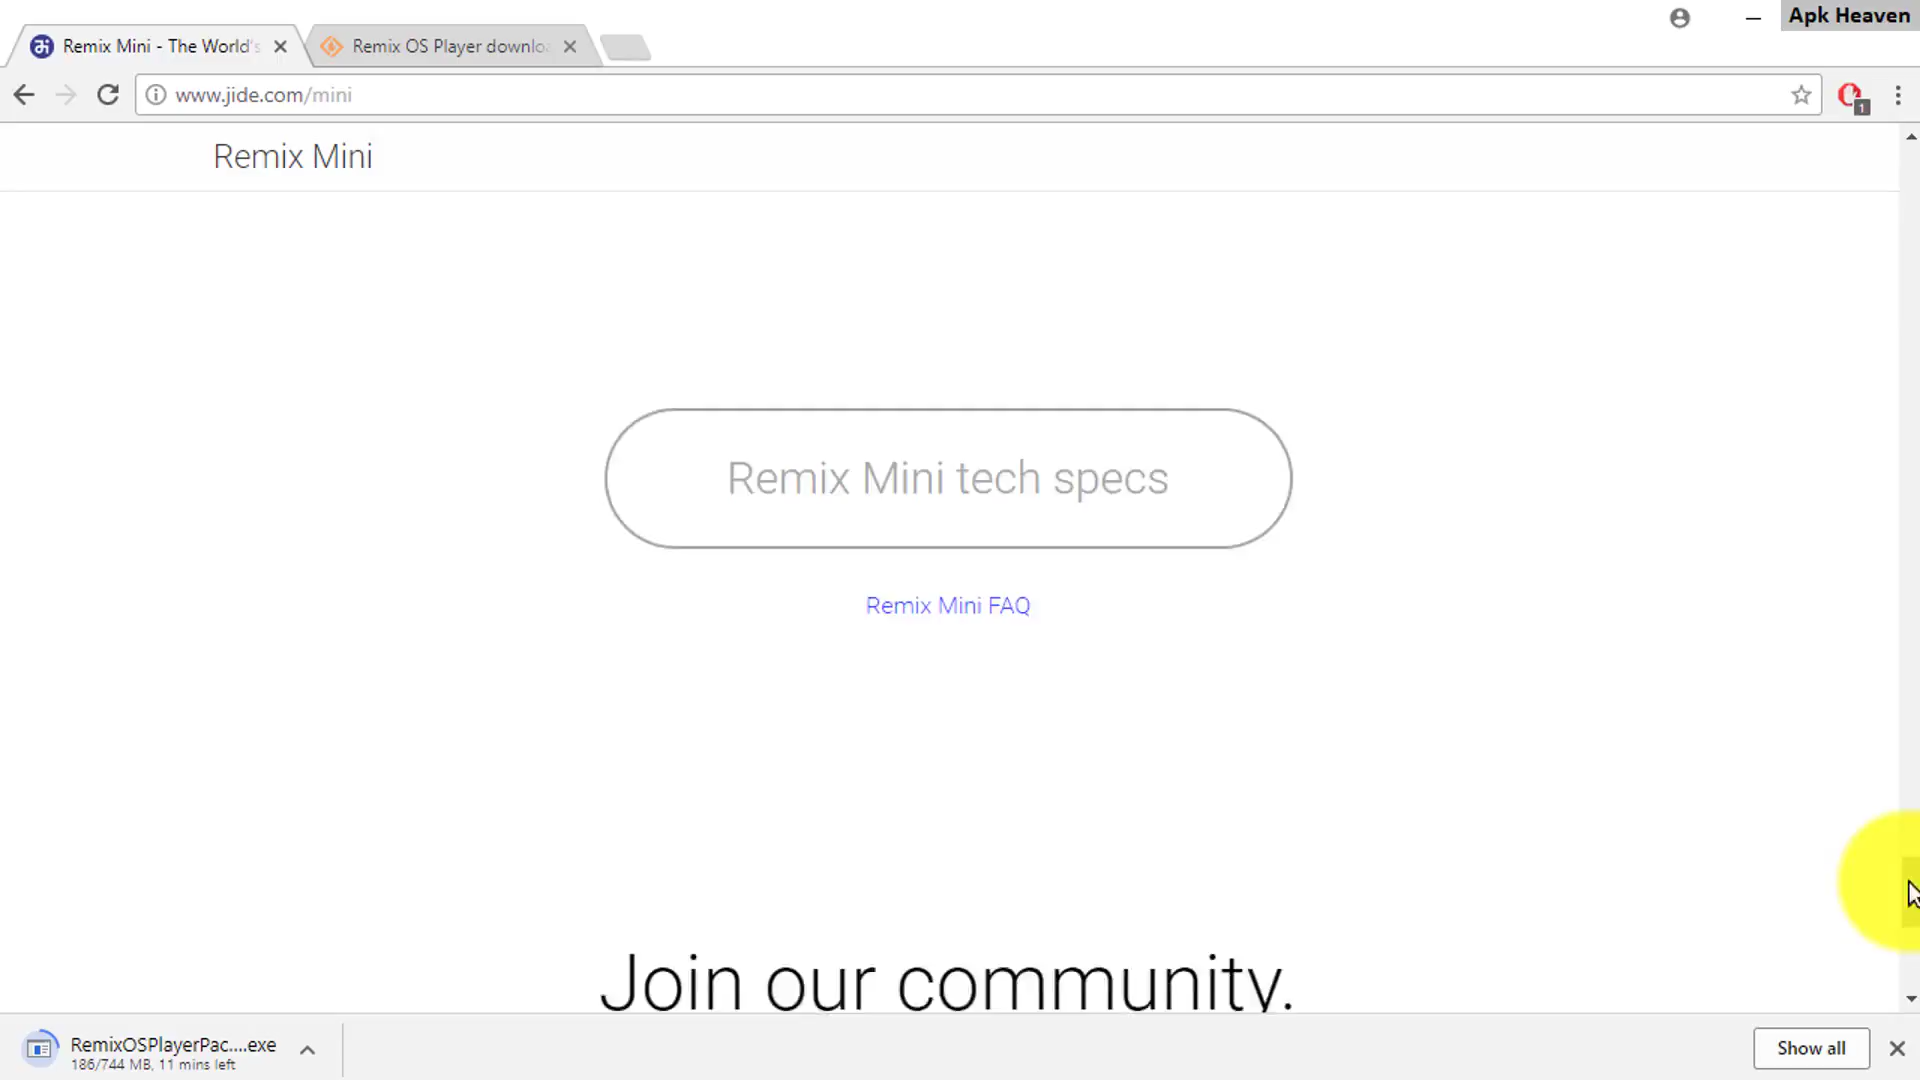 Apk Heaven
Remix Mini - The World's
Remix OS Player downlo
www.jide.com/mini
1
Remix Mini
Remix Mini tech specs
Remix Mini FAQ
Join our community.
RemixOSPlayerPac....exe
186/744 MB, 11 mins left
Show all